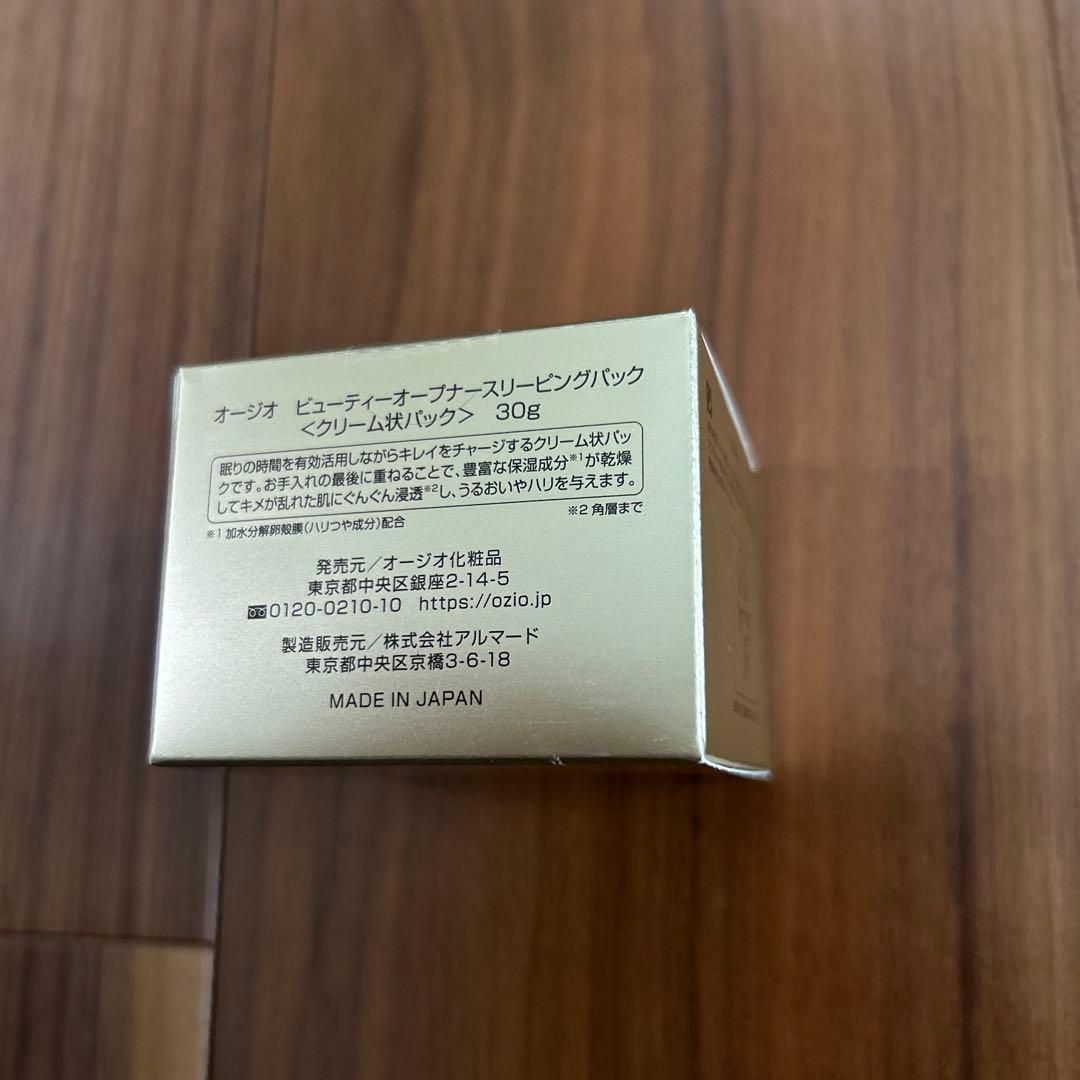 オージオ ビューティーオープナースリーピングパック
＜クリーム状パック＞ 30g
眠りの時間を有効活用しながらキレイをチャージするクリーム状パッ
クです。お手入れの最後に重ねることで、豊富な保湿成分※1が乾燥
してキメが乱れた肌にぐんぐん浸透※2し、うるおいやハリを与えます。
※1 加水分解卵殻膜(ハリつや成分)配合
※2 角層まで
発売元／オージオ化粧品
東京都中央区銀座2-14-5
0120-0210-10 https://ozio.jp
製造販売元／株式会社アルマード
東京都中央区京橋3-6-18
MADE IN JAPAN